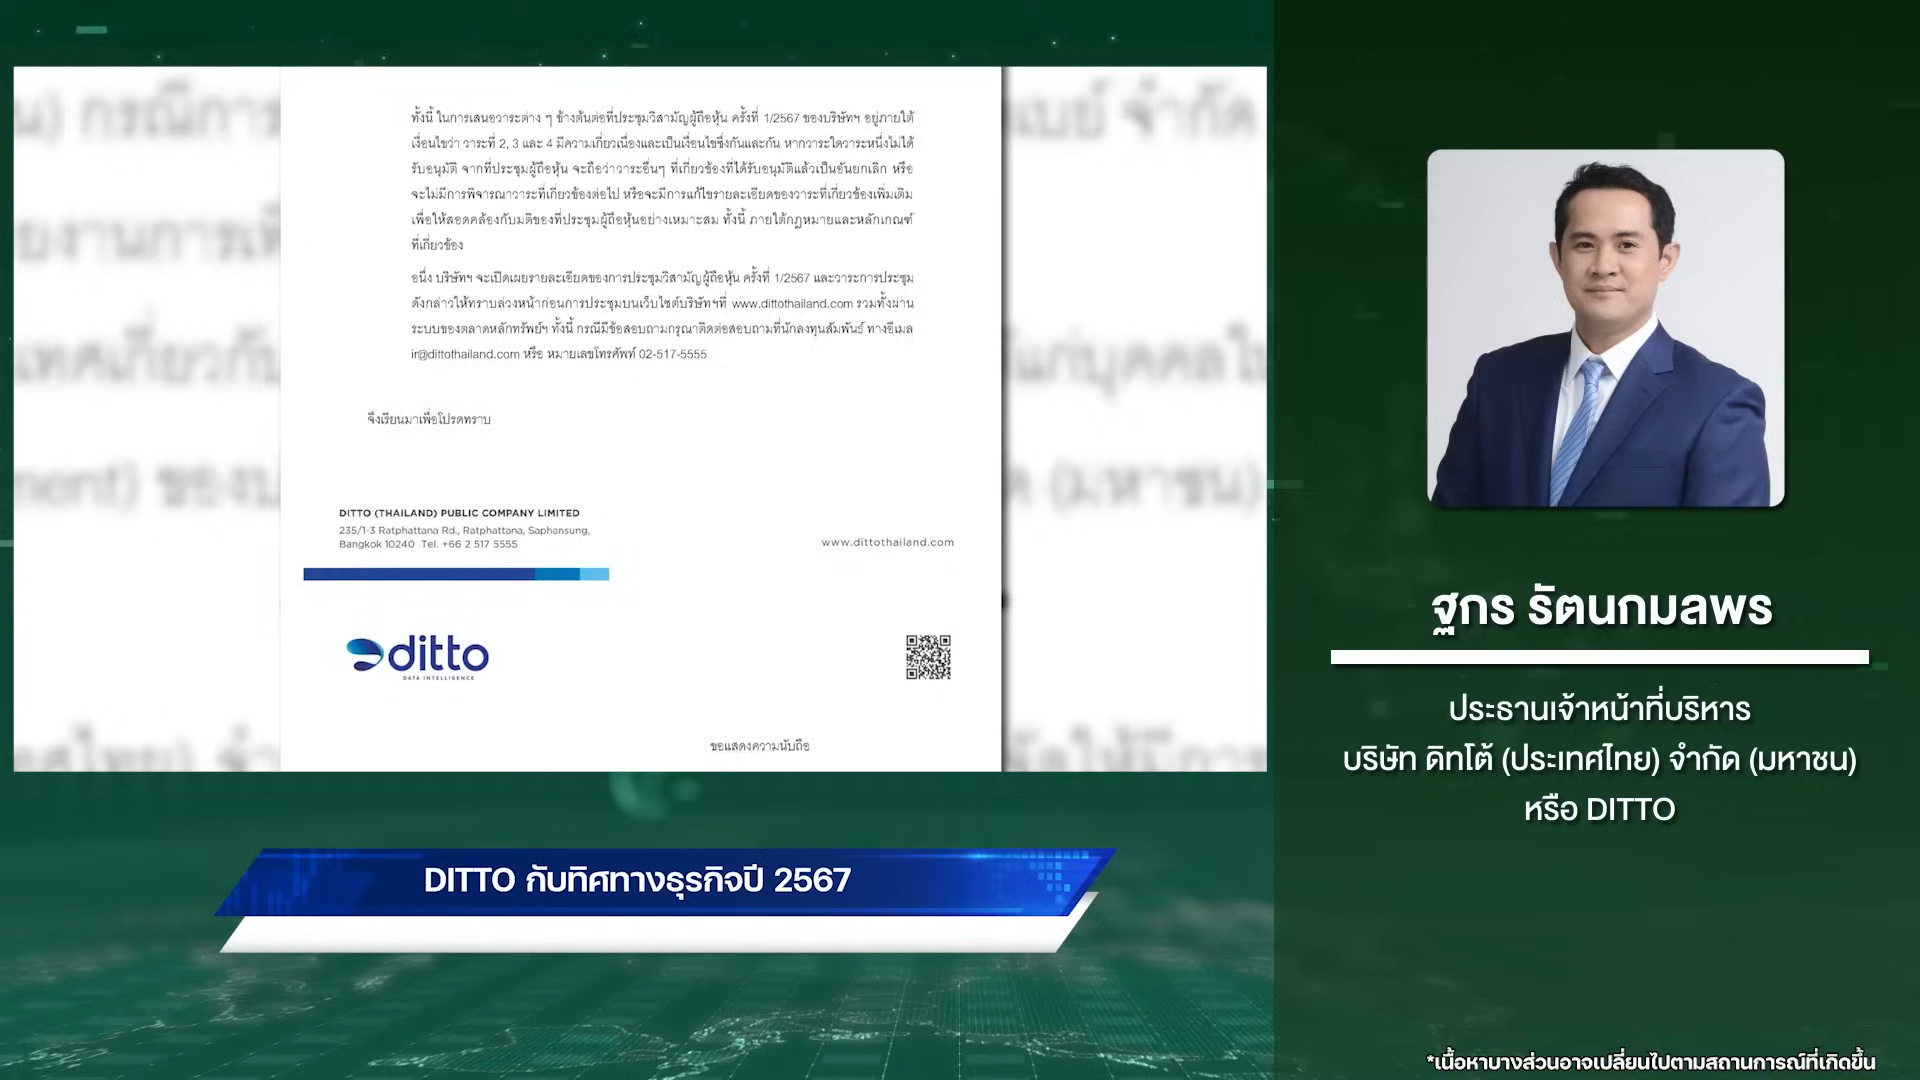 ทั้งนี้ ในการเสนอวาระต่าง ๆ ข้างต้นต่อที่ประชุมวิสามัญผู้ถือหุ้น ครั้งที่ 1/2567 ของบริษัทฯ อยู่ภายใต้
เงื่อนไขว่า วาระที่ 2, 3 และ 4 มีความเกี่ยวเนื่องและเป็นเงื่อนไขซึ่งกันและกัน หากวาระใดวาระหนึ่งไม่ได้
รับอนุมัติ จากที่ประชุมผู้ถือหุ้น จะถือว่าวาระอื่นๆ ที่เกี่ยวข้องที่ได้รับอนุมัติแล้วเป็นอันยกเลิก หรือ
จะไม่มีการพิจารณาวาระที่เกี่ยวข้องต่อไป หรือจะมีการแก้ไขรายละเอียดของวาระที่เกี่ยวข้องเพิ่มเติม
เพื่อให้สอดคล้องกับมติของที่ประชุมผู้ถือหุ้นอย่างเหมาะสม ทั้งนี้ ภายใต้กฎหมายและหลักเกณฑ์
ที่เกี่ยวข้อง
อนึ่ง บริษัทฯ จะเปิดเผยรายละเอียดของการประชุมวิสามัญผู้ถือหุ้น ครั้งที่ 1/2567 และวาระการประชุม
ดังกล่าวให้ทราบล่วงหน้าก่อนการประชุมบนเว็บไซต์บริษัทฯที่ www.dittothailand.com รวมทั้งผ่าน
ระบบของตลาดหลักทรัพย์ฯ ทั้งนี้ กรณีมีข้อสอบถามกรุณาติดต่อสอบถามที่นักลงทุนสัมพันธ์ ทางอีเมล
ir@dittothailand.com หรือ หมายเลขโทรศัพท์ 02-517-5555
จึงเรียนมาเพื่อโปรดทราบ
DITTO (THAILAND) PUBLIC COMPANY LIMITED
235/1-3 Ratphattana Rd., Ratphattana, Saphansung,
Bangkok 10240 Tel. +66 2 517 5555
www.dittothailand.com
ditto
DATA INTELLIGENCE
ขอแสดงความนับถือ
DITTO กับทิศทางธุรกิจปี 2567
ฐกร รัตนกมลพร
ประธานเจ้าหน้าที่บริหาร
บริษัท ดิทโต้ (ประเทศไทย) จำกัด (มหาชน)
หรือ DITTO
*เนื้อหาบางส่วนอาจเปลี่ยนไปตามสถานการณ์ที่เกิดขึ้น